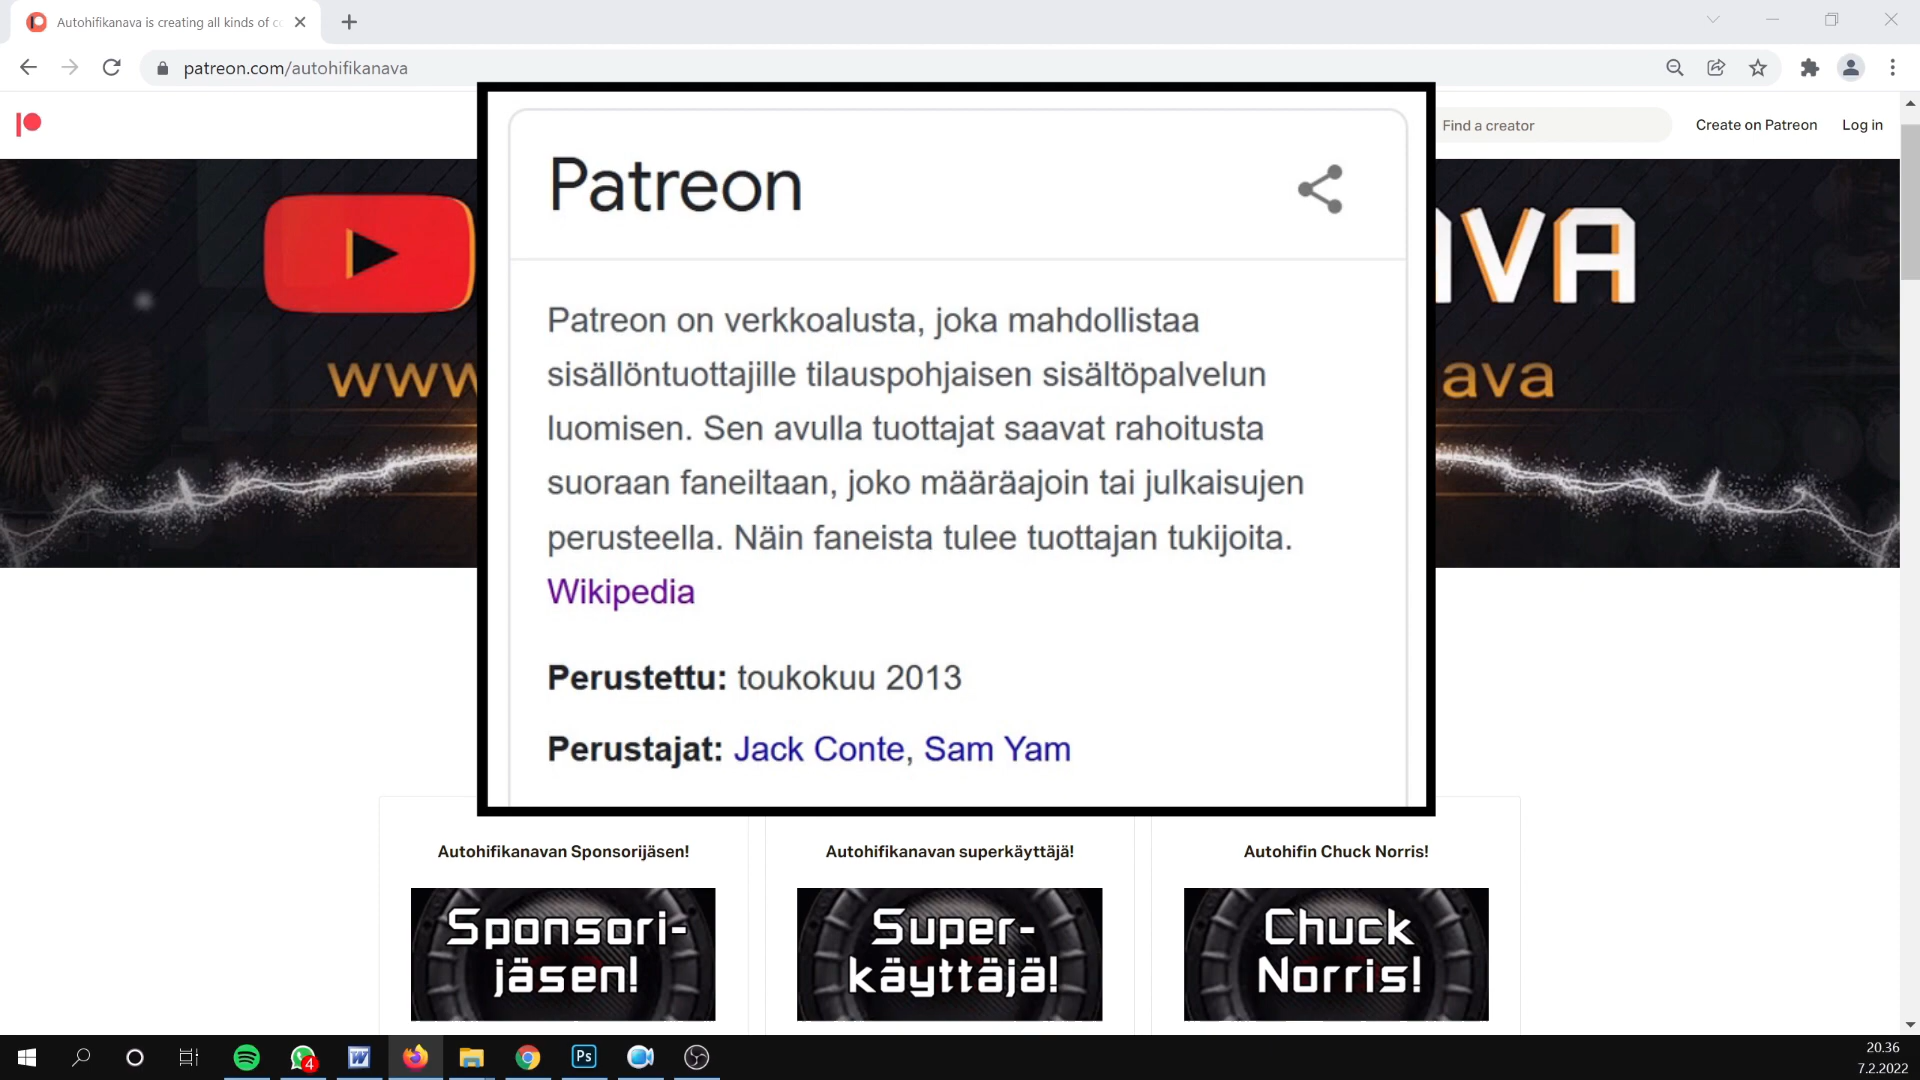 Autohifikanava is creating all kinds of c
patreon.com/autohifikanava
Find a creator
Create on Patreon
Log in
AVA
www
ava
Patreon
Patreon on verkkoalusta, joka mahdollistaa
sisällöntuottajille tilauspohjaisen sisältöpalvelun
luomisen. Sen avulla tuottajat saavat rahoitusta
suoraan faneiltaan, joko määräajoin tai julkaisujen
perusteella. Näin faneista tulee tuottajan tukijoita.
Wikipedia
Perustettu: toukokuu 2013
Perustajat: Jack Conte, Sam Yam
Autohifikanavan Sponsorijäsen!
Autohifikanavan superkäyttäjä!
Autohifin Chuck Norris!
Sponsori-
jäsen!
Super-
käyttäjä!
Chuck
Norris!
4
W
Ps
20.36
7.2.2022